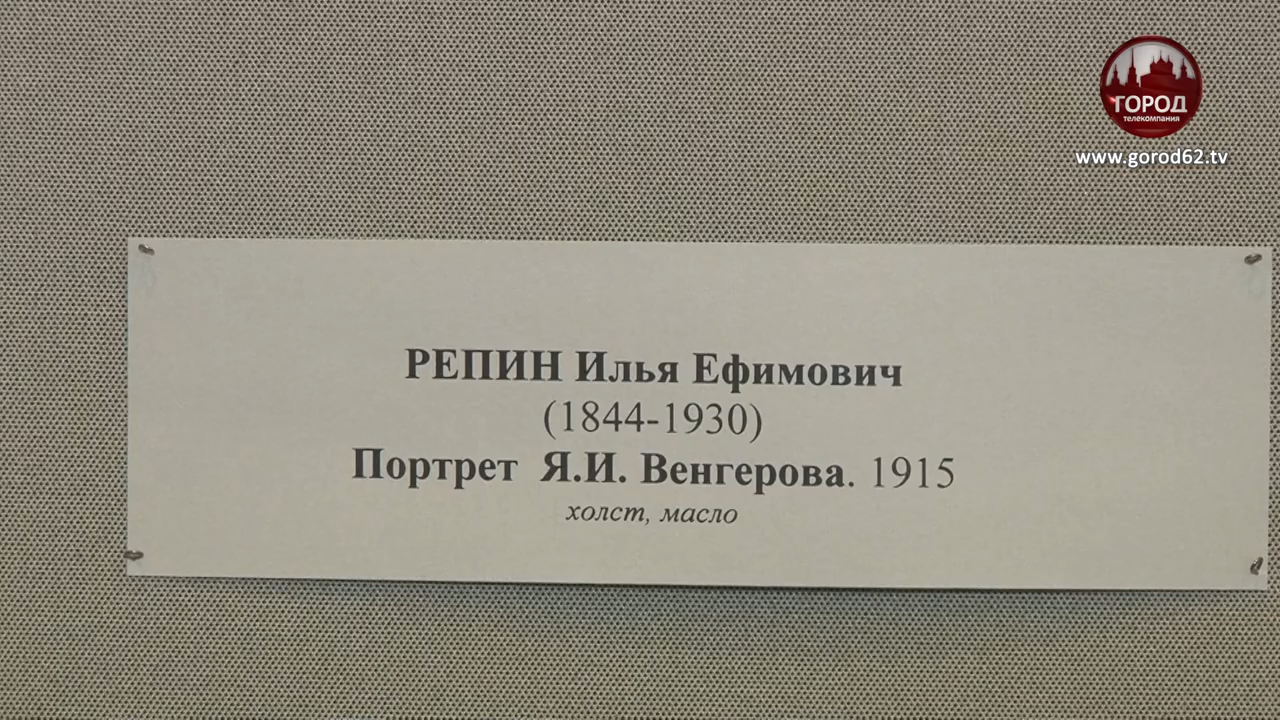 ГОРОД
телекомпания
www.gorod62.tv
РЕПИН Илья Ефимович
(1844-1930)
Портрет Я.И. Венгерова. 1915
холст, масло